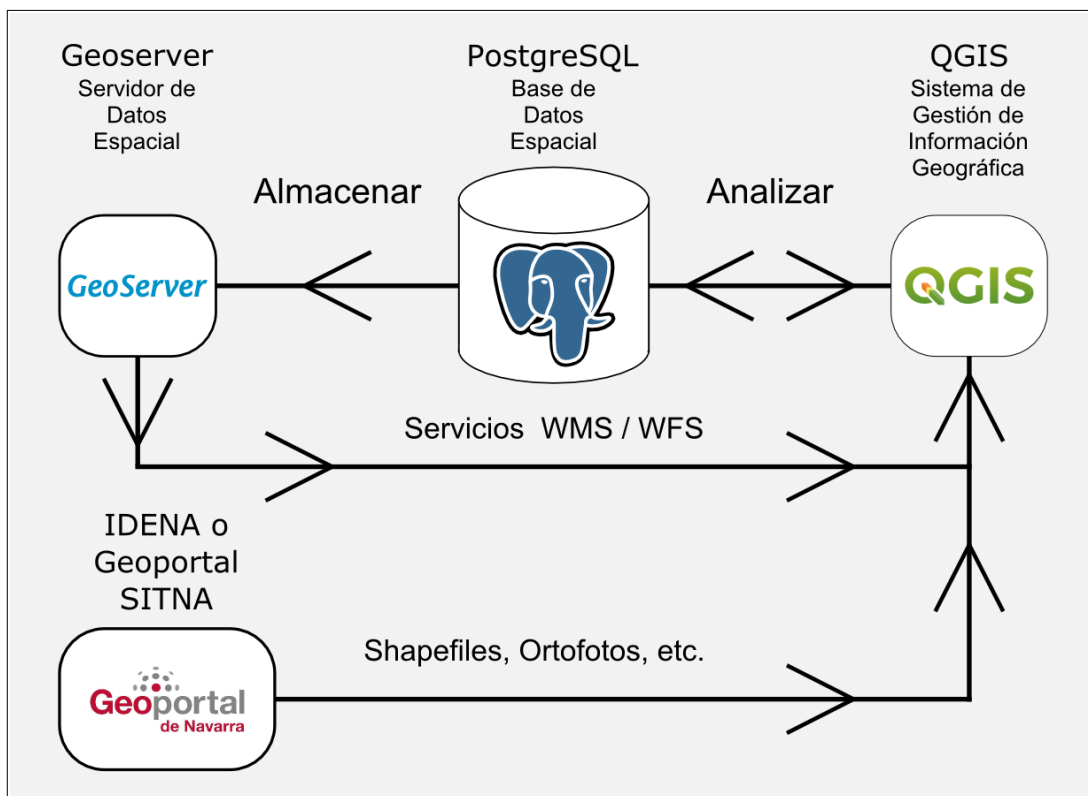 Geoserver
Servidor de
Datos
Espacial
PostgreSQL
Base de
Datos
Espacial
QGIS
Sistema de
Gestión de
Información
Geográfica
Almacenar
Analizar
GeoServer
QGIS
Servicios WMS / WFS
IDENA o
Geoportal
SITNA
Shapefiles, Ortofotos, etc.
Geoportal
de Navarra